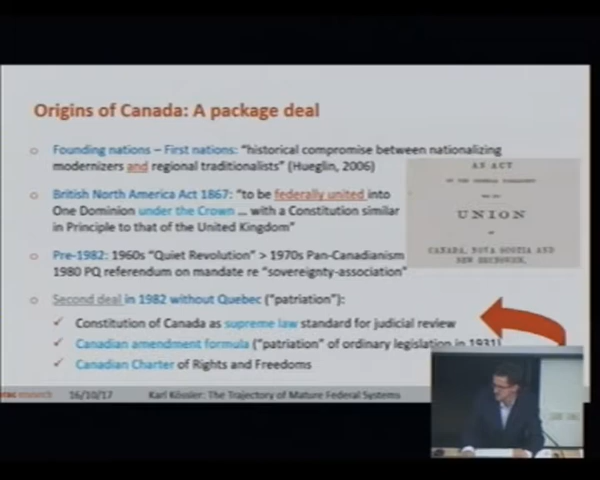 Origins of Canada: A package deal
Founding nations – First nations: "historical compromise between nationalizing
modernizers and regional traditionalists" (Hueglin, 2006)
British North America Act 1867: "to be federally united into
One Dominion under the Crown ... with a Constitution similar
in Principle to that of the United Kingdom"
AN ACT
UNION
CANADA, NOVA SCOTIA AND
NEW BRUNSWICK,
Pre-1982: 1960s "Quiet Revolution" > 1970s Pan-Canadianism
1980 PQ referendum on mandate re "sovereignty-association"
Second deal in 1982 without Quebec ("patriation"):
✓ Constitution of Canada as supreme law standard for judicial review
✓ Canadian amendment formula ("patriation" of ordinary legislation in 1931)
✓ Canadian Charter of Rights and Freedoms
16/10/17 Karl Kössler: The Trajectory of Mature Federal Systems